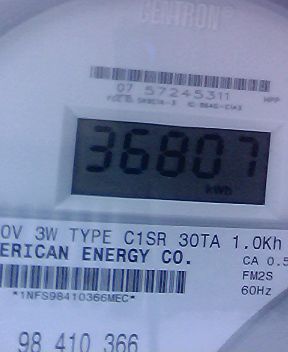 CENTRON
07 57245311
36807
kWh
0V 3W TYPE C1SR 30TA 1.0Kh
ERICAN ENERGY CO. CA 0.5
FM2S
*1NFS98410366MEC* 60Hz
98 410 366